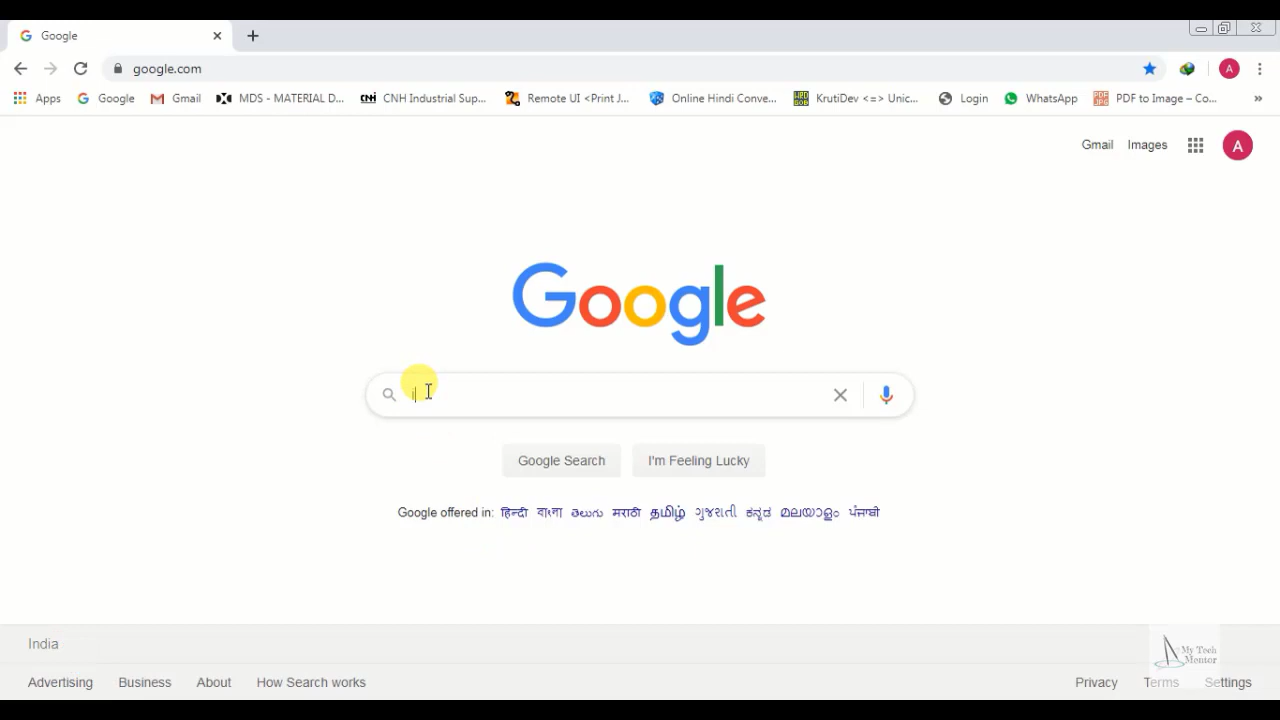 Google
google.com
A
Apps Google Gmail MDS - MATERIAL D... CNH Industrial Sup... Remote UI <Print J... Online Hindi Conve... KrutiDev <=> Unic... Login WhatsApp PDF to Image – Co... »
Gmail Images A
Google
i
Google Search I'm Feeling Lucky
Google offered in: हिन्दी বাংলা తెలుగు मराठी தமிழ் ગુજરાતી ಕನ್ನಡ മലയാളം ਪੰਜਾਬੀ
India
My Tech
Mentor
Advertising Business About How Search works Privacy Terms Settings